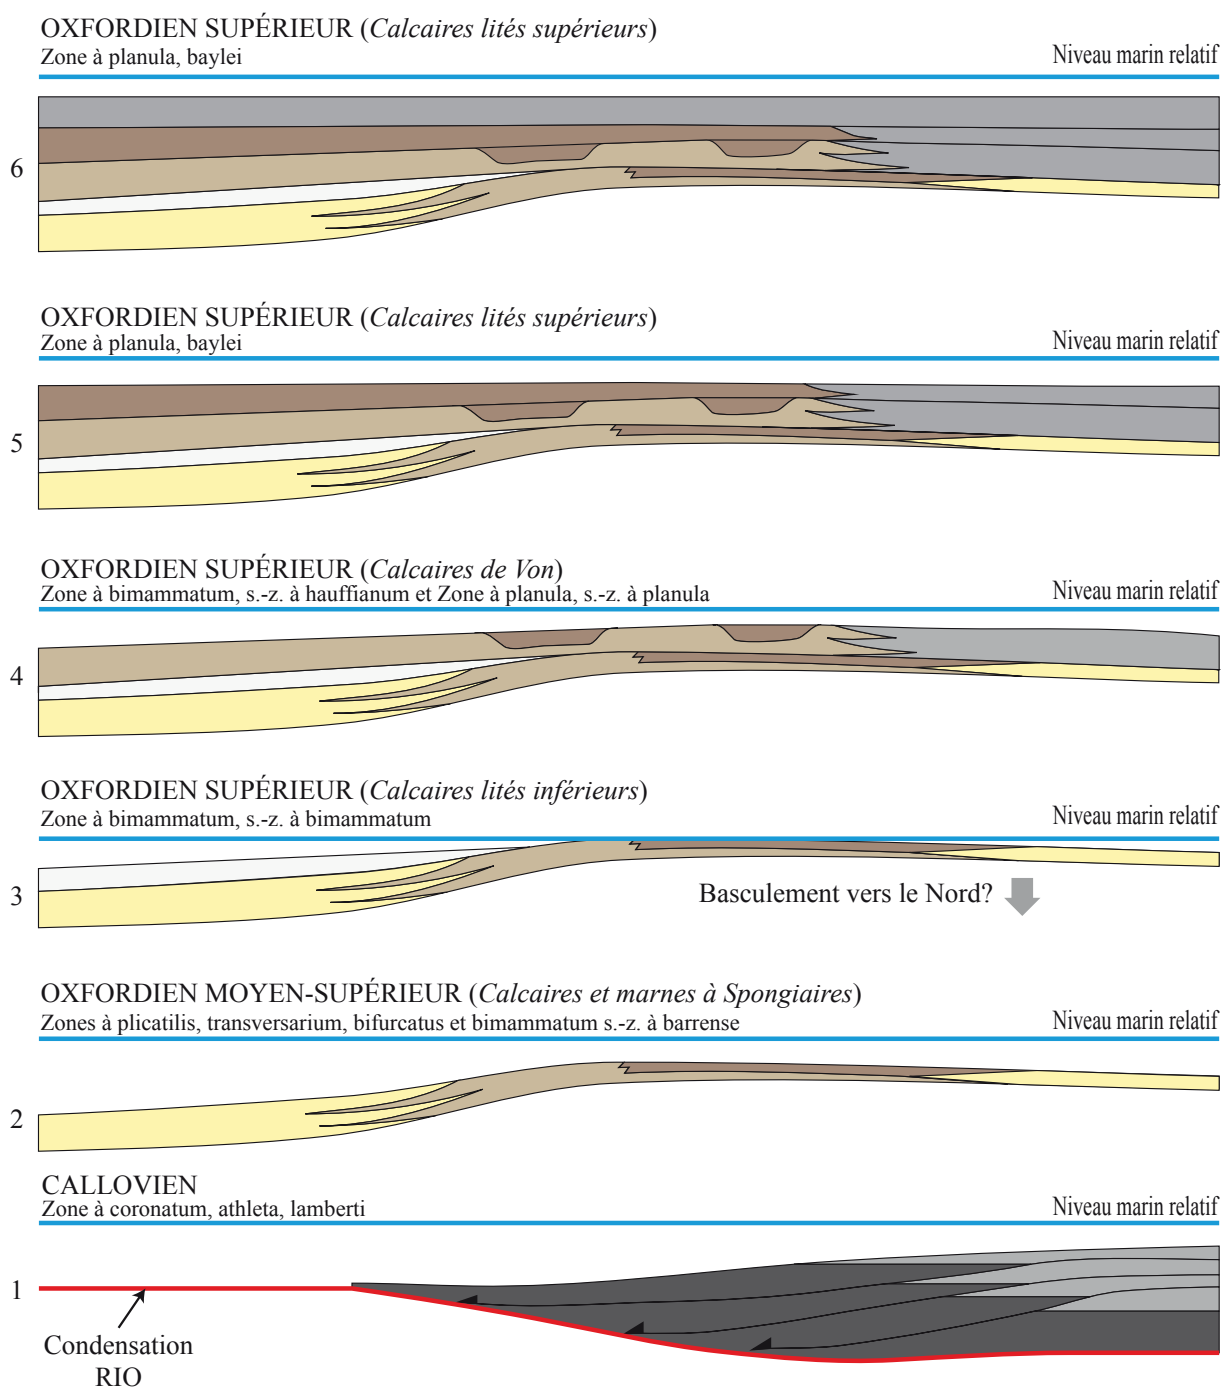 OXFORDIEN SUPÉRIEUR (Calcaires lités supérieurs)
Zone à planula, baylei
Niveau marin relatif
6
OXFORDIEN SUPÉRIEUR (Calcaires lités supérieurs)
Zone à planula, baylei
Niveau marin relatif
5
OXFORDIEN SUPÉRIEUR (Calcaires de Von)
Zone à bimammatum, s.-z. à hauffianum et Zone à planula, s.-z. à planula
Niveau marin relatif
4
OXFORDIEN SUPÉRIEUR (Calcaires lités inférieurs)
Zone à bimammatum, s.-z. à bimammatum
Niveau marin relatif
3
Basculement vers le Nord?
OXFORDIEN MOYEN-SUPÉRIEUR (Calcaires et marnes à Spongiaires)
Zones à plicatilis, transversarium, bifurcatus et bimammatum s.-z. à barrense
Niveau marin relatif
2
CALLOVIEN
Zone à coronatum, athleta, lamberti
Niveau marin relatif
1
Condensation
RIO